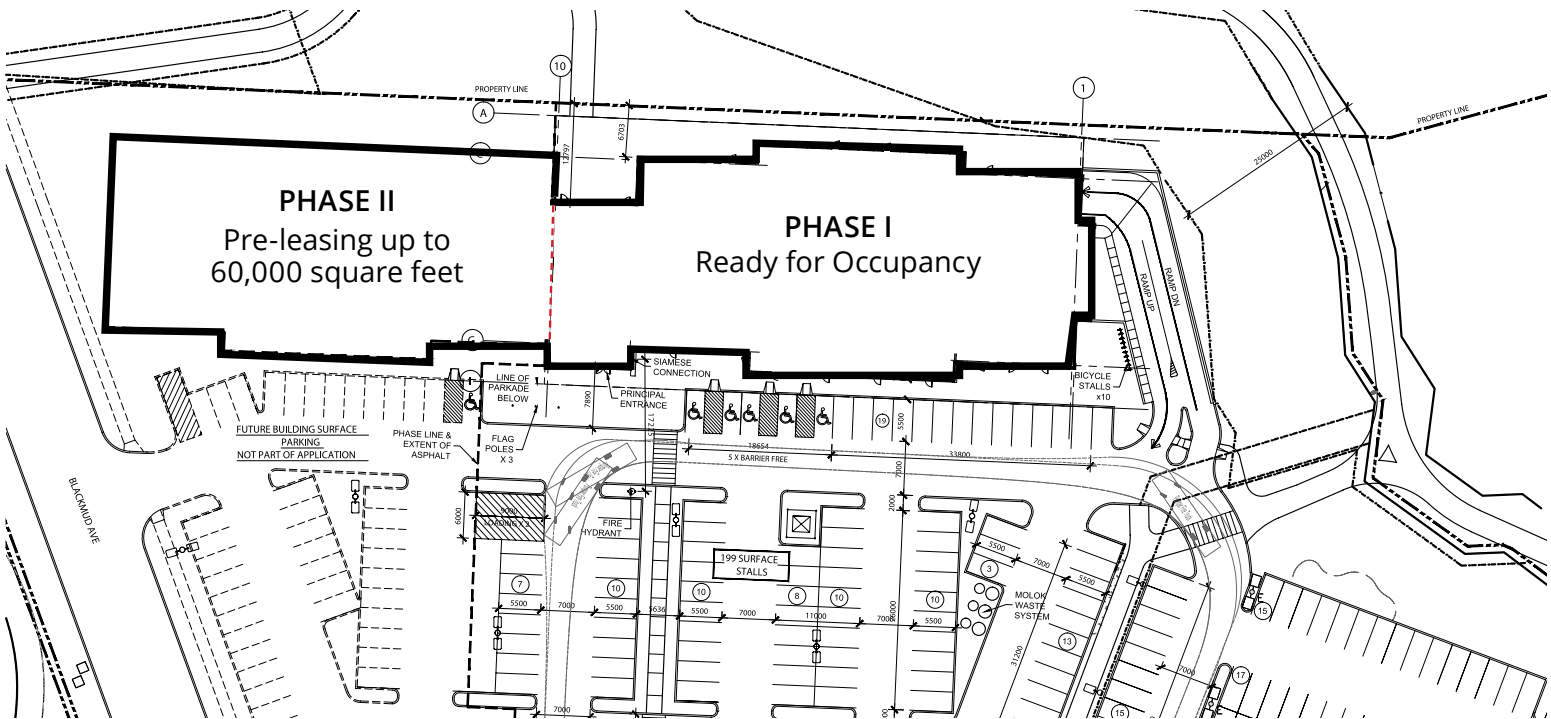 10
1
PROPERTY LINE
A
PROPERTY LINE
6703
12797
25000
PHASE II
Pre-leasing up to
60,000 square feet
PHASE I
Ready for Occupancy
RAMP UP
RAMP DN
G
SIAMESE
CONNECTION
LINE OF
PARKADE
BELOW
PRINCIPAL
ENTRANCE
7890
BICYCLE
STALLS
x10
FUTURE BUILDING SURFACE
PARKING
NOT PART OF APPLICATION
PHASE LINE &
EXTENT OF
ASPHALT
FLAG
POLES
X 3
19
5500
18654
5 X BARRIER FREE
33800
7000
2000
BLACKMUD AVE
6000
9000
LOADING X 2
FIRE
HYDRANT
199 SURFACE
STALLS
5500
7000
5500
3
7
10
10
8
10
10
5500
7000
5500
5636
5500
7000
11000
7000
5500
MOLOK
WASTE
SYSTEM
13
31200
15
17
7000
15
7000